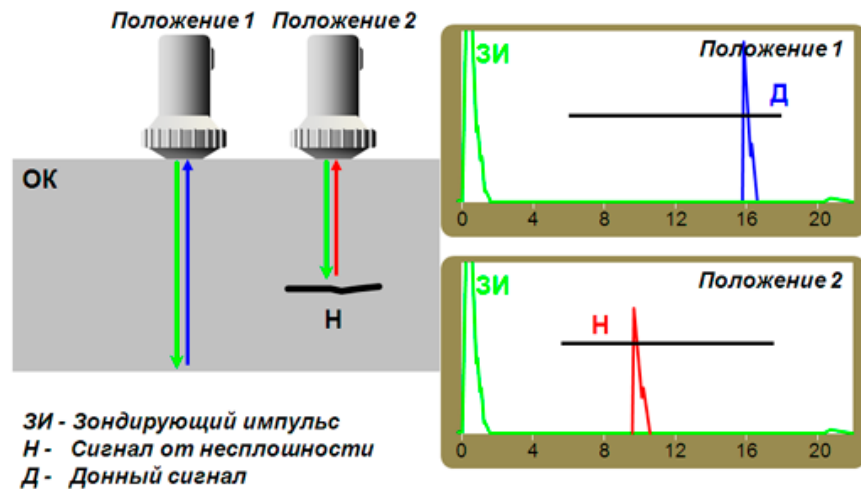 Положение 1
Положение 2
ОК
Н
ЗИ - Зондирующий импульс
Н - Сигнал от несплошности
Д - Донный сигнал
ЗИ
Положение 1
Д
0 4 8 12 16 20
ЗИ
Положение 2
Н
0 4 8 12 16 20